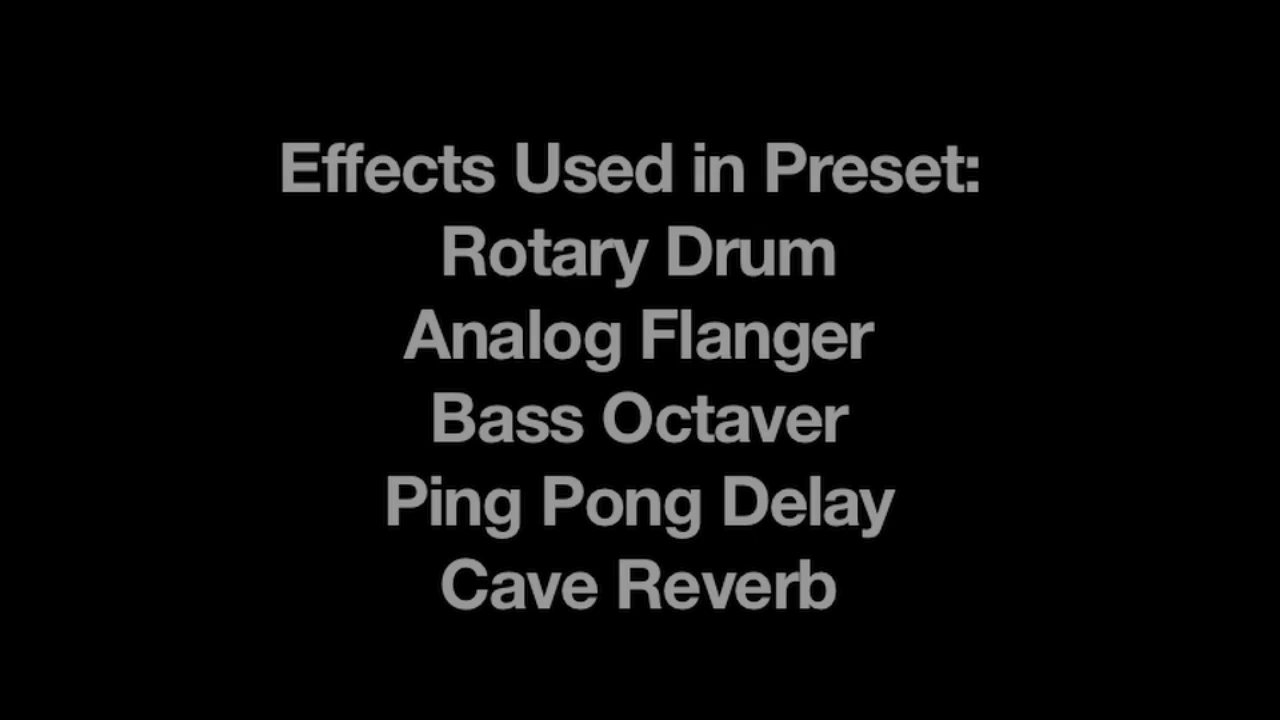 Effects Used in Preset:
Rotary Drum
Analog Flanger
Bass Octaver
Ping Pong Delay
Cave Reverb